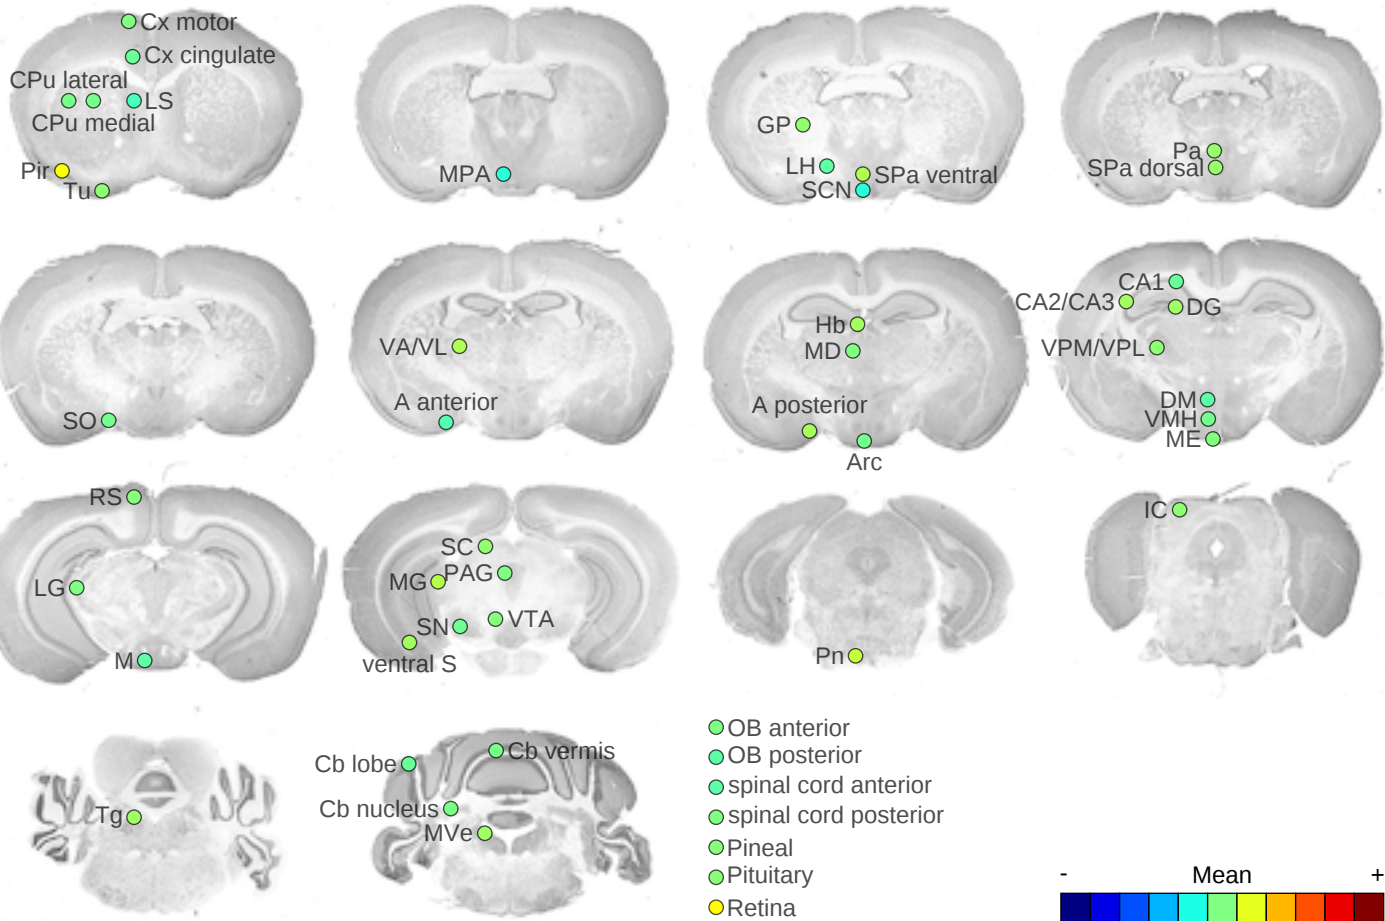 Cx motor
Cx cingulate
CPu lateral
LS
CPu medial
Pir
Tu
MPA
GP
LH
SPa ventral
SCN
Pa
SPa dorsal
SO
VA/VL
A anterior
Hb
MD
A posterior
Arc
CA1
CA2/CA3
DG
VPM/VPL
DM
VMH
ME
RS
LG
M
SC
PAG
MG
VTA
SN
ventral S
Pn
IC
Tg
Cb vermis
Cb lobe
Cb nucleus
MVe
OB anterior
OB posterior
spinal cord anterior
spinal cord posterior
Pineal
Pituitary
Retina
- Mean +